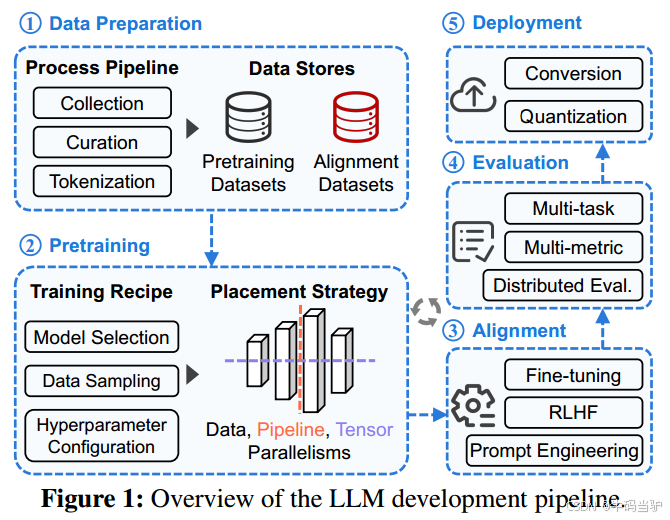 ① Data Preparation
Process Pipeline
Collection
Curation
Tokenization
Data Stores
Pretraining
Datasets
Alignment
Datasets
② Pretraining
Training Recipe
Model Selection
Data Sampling
Hyperparameter
Configuration
Placement Strategy
Data, Pipeline, Tensor
Parallelisms
③ Alignment
Fine-tuning
RLHF
Prompt Engineering
④ Evaluation
Multi-task
Multi-metric
Distributed Eval.
⑤ Deployment
Conversion
Quantization
Figure 1: Overview of the LLM development pipeline.